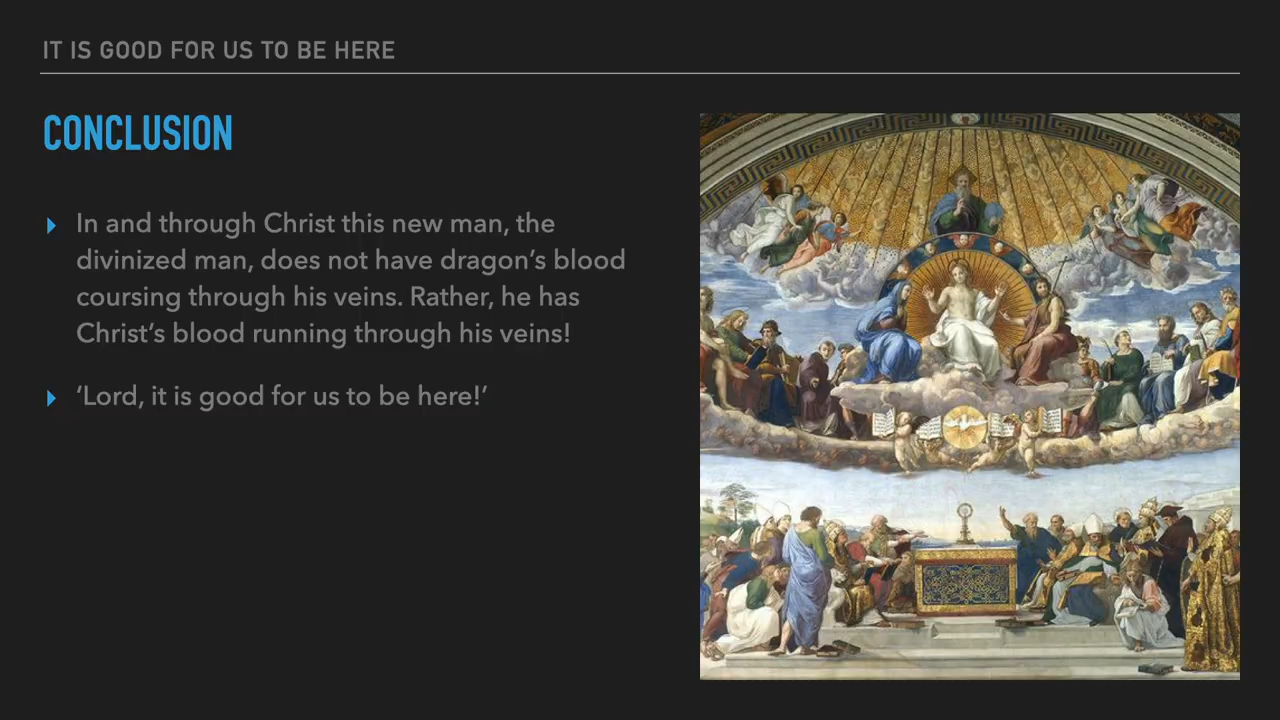 IT IS GOOD FOR US TO BE HERE
CONCLUSION
In and through Christ this new man, the
divinized man, does not have dragon’s blood
coursing through his veins. Rather, he has
Christ’s blood running through his veins!
‘Lord, it is good for us to be here!’